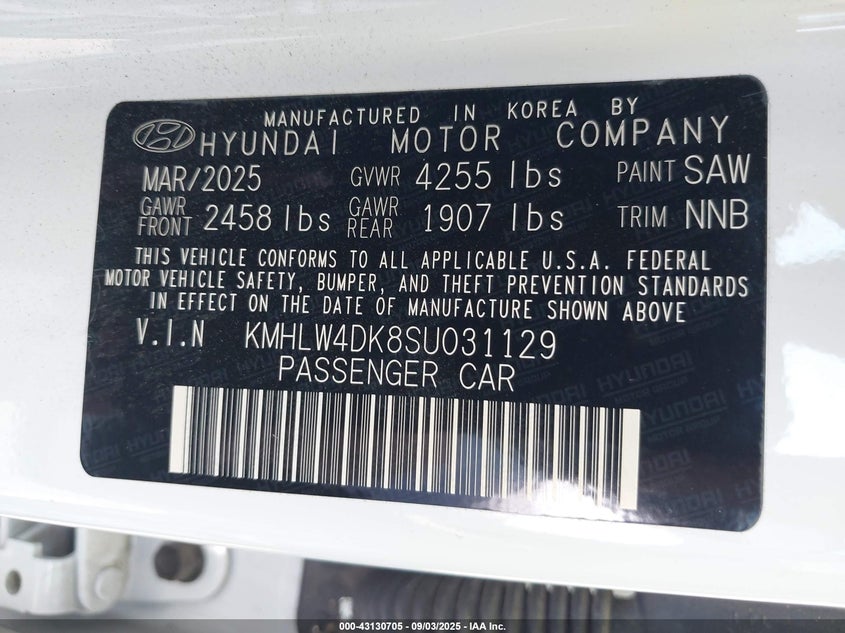 MANUFACTURED IN KOREA BY
HYUNDAI MOTOR COMPANY
MAR/2025 GVWR 4255 lbs PAINT SAW
GAWR FRONT 2458 lbs GAWR REAR 1907 lbs TRIM NNB
THIS VEHICLE CONFORMS TO ALL APPLICABLE U.S.A. FEDERAL
MOTOR VEHICLE SAFETY, BUMPER, AND THEFT PREVENTION STANDARDS
IN EFFECT ON THE DATE OF MANUFACTURE SHOWN ABOVE
V.I.N KMHLW4DK8SU031129
PASSENGER CAR
HYUNDAI
MOTOR GROUP
000-43130705 - 09/03/2025 - IAA Inc.